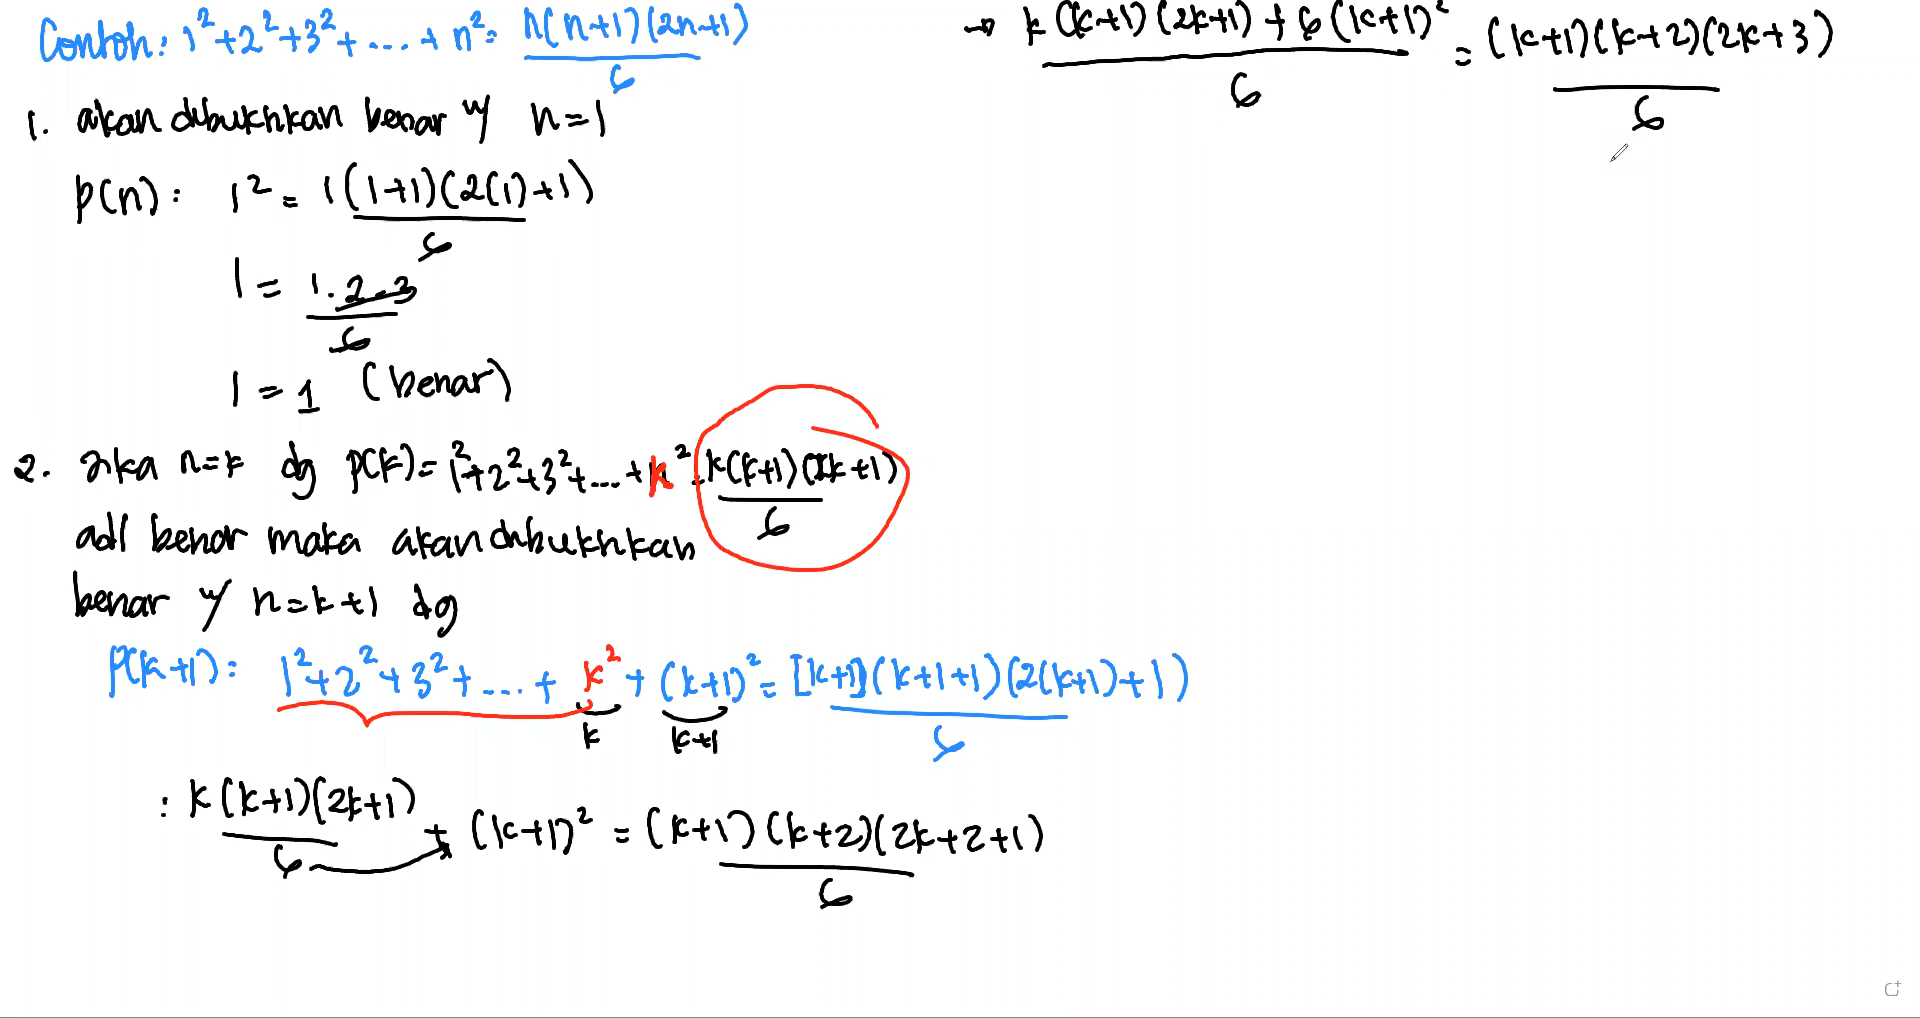 Contoh: 1² + 2² + 3² + ... + n² = n(n+1)(2n+1) / 6
1. akan dibuktikan benar u/ n=1
P(n): 1² = 1(1+1)(2(1)+1) / 6
1 = 1.2.3 / 6
1 = 1 (benar)
2. Jika n=k dg P(k) = 1² + 2² + 3² + ... + k² = k(k+1)(2k+1) / 6
adl benar maka akan dibuktikan
benar u/ n=k+1 dg
P(k+1): 1² + 2² + 3² + ... + k² + (k+1)² = [k+1](k+1+1)(2(k+1)+1) / 6
k k+1
: k(k+1)(2k+1) / 6 + (k+1)² = (k+1)(k+2)(2k+2+1) / 6
→ k(k+1)(2k+1) + 6(k+1)² / 6 = (k+1)(k+2)(2k+3) / 6